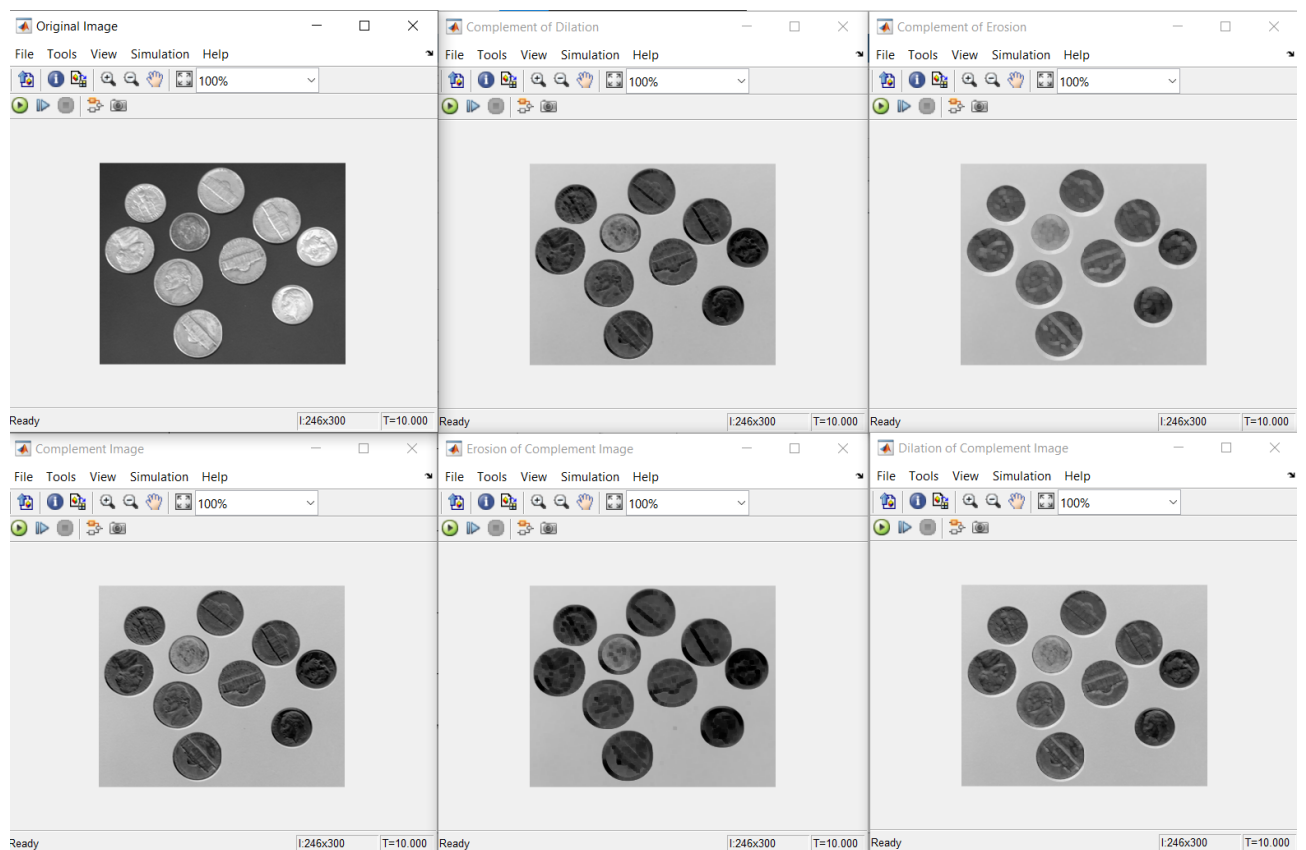 Original Image
File Tools View Simulation Help
100%
Ready I:246x300 T=10.000
Complement of Dilation
File Tools View Simulation Help
100%
Ready I:246x300 T=10.000
Complement of Erosion
File Tools View Simulation Help
100%
Ready I:246x300 T=10.000
Complement Image
File Tools View Simulation Help
100%
Ready I:246x300 T=10.000
Erosion of Complement Image
File Tools View Simulation Help
100%
Ready I:246x300 T=10.000
Dilation of Complement Image
File Tools View Simulation Help
100%
Ready I:246x300 T=10.000